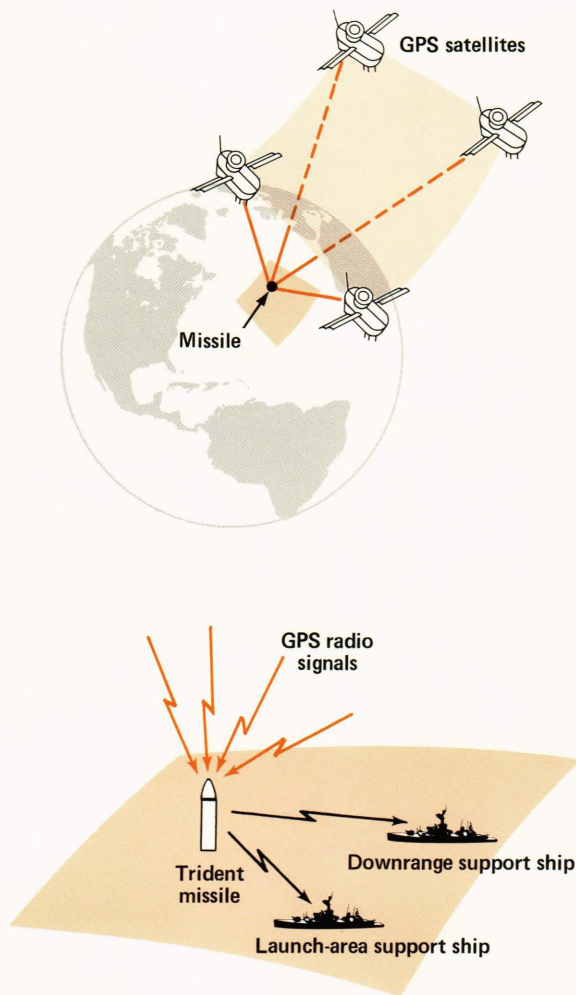 GPS satellites
Missile
GPS radio
signals
Trident
missile
Downrange support ship
Launch-area support ship